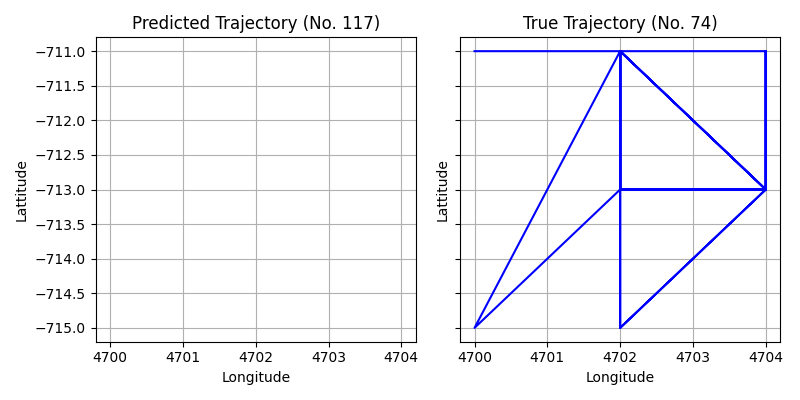 Predicted Trajectory (No. 117)
True Trajectory (No. 74)
−711.0
−711.5
−712.0
−712.5
−713.0
−713.5
−714.0
−714.5
−715.0
Lattitude
Lattitude
4700 4701 4702 4703 4704
4700 4701 4702 4703 4704
Longitude
Longitude